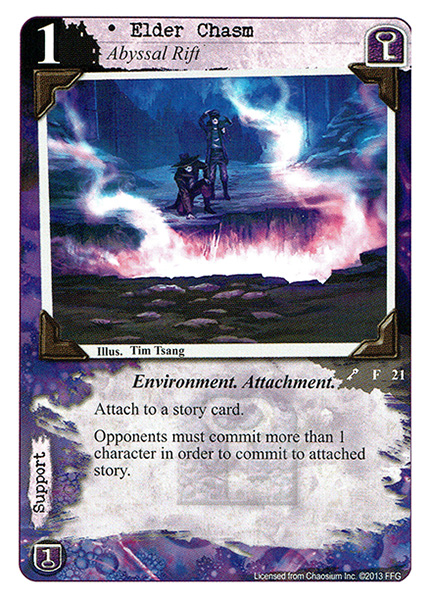 1
• Elder Chasm
Abyssal Rift
Illus. Tim Tsang
Environment. Attachment.
F 21
Attach to a story card.
Opponents must commit more than 1
character in order to commit to attached
story.
Support
1
Licensed from Chaosium Inc. ©2013 FFG